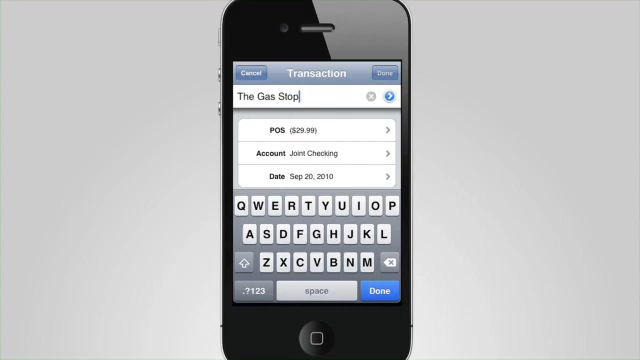 Cancel Transaction Done
The Gas Stop
POS ($29.99)
Account Joint Checking
Date Sep 20, 2010
Q W E R T Y U I O P
A S D F G H J K L
Z X C V B N M
.?123 space Done